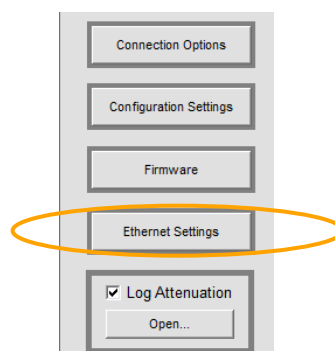 Connection Options
Configuration Settings
Firmware
Ethernet Settings
Log Attenuation
Open...